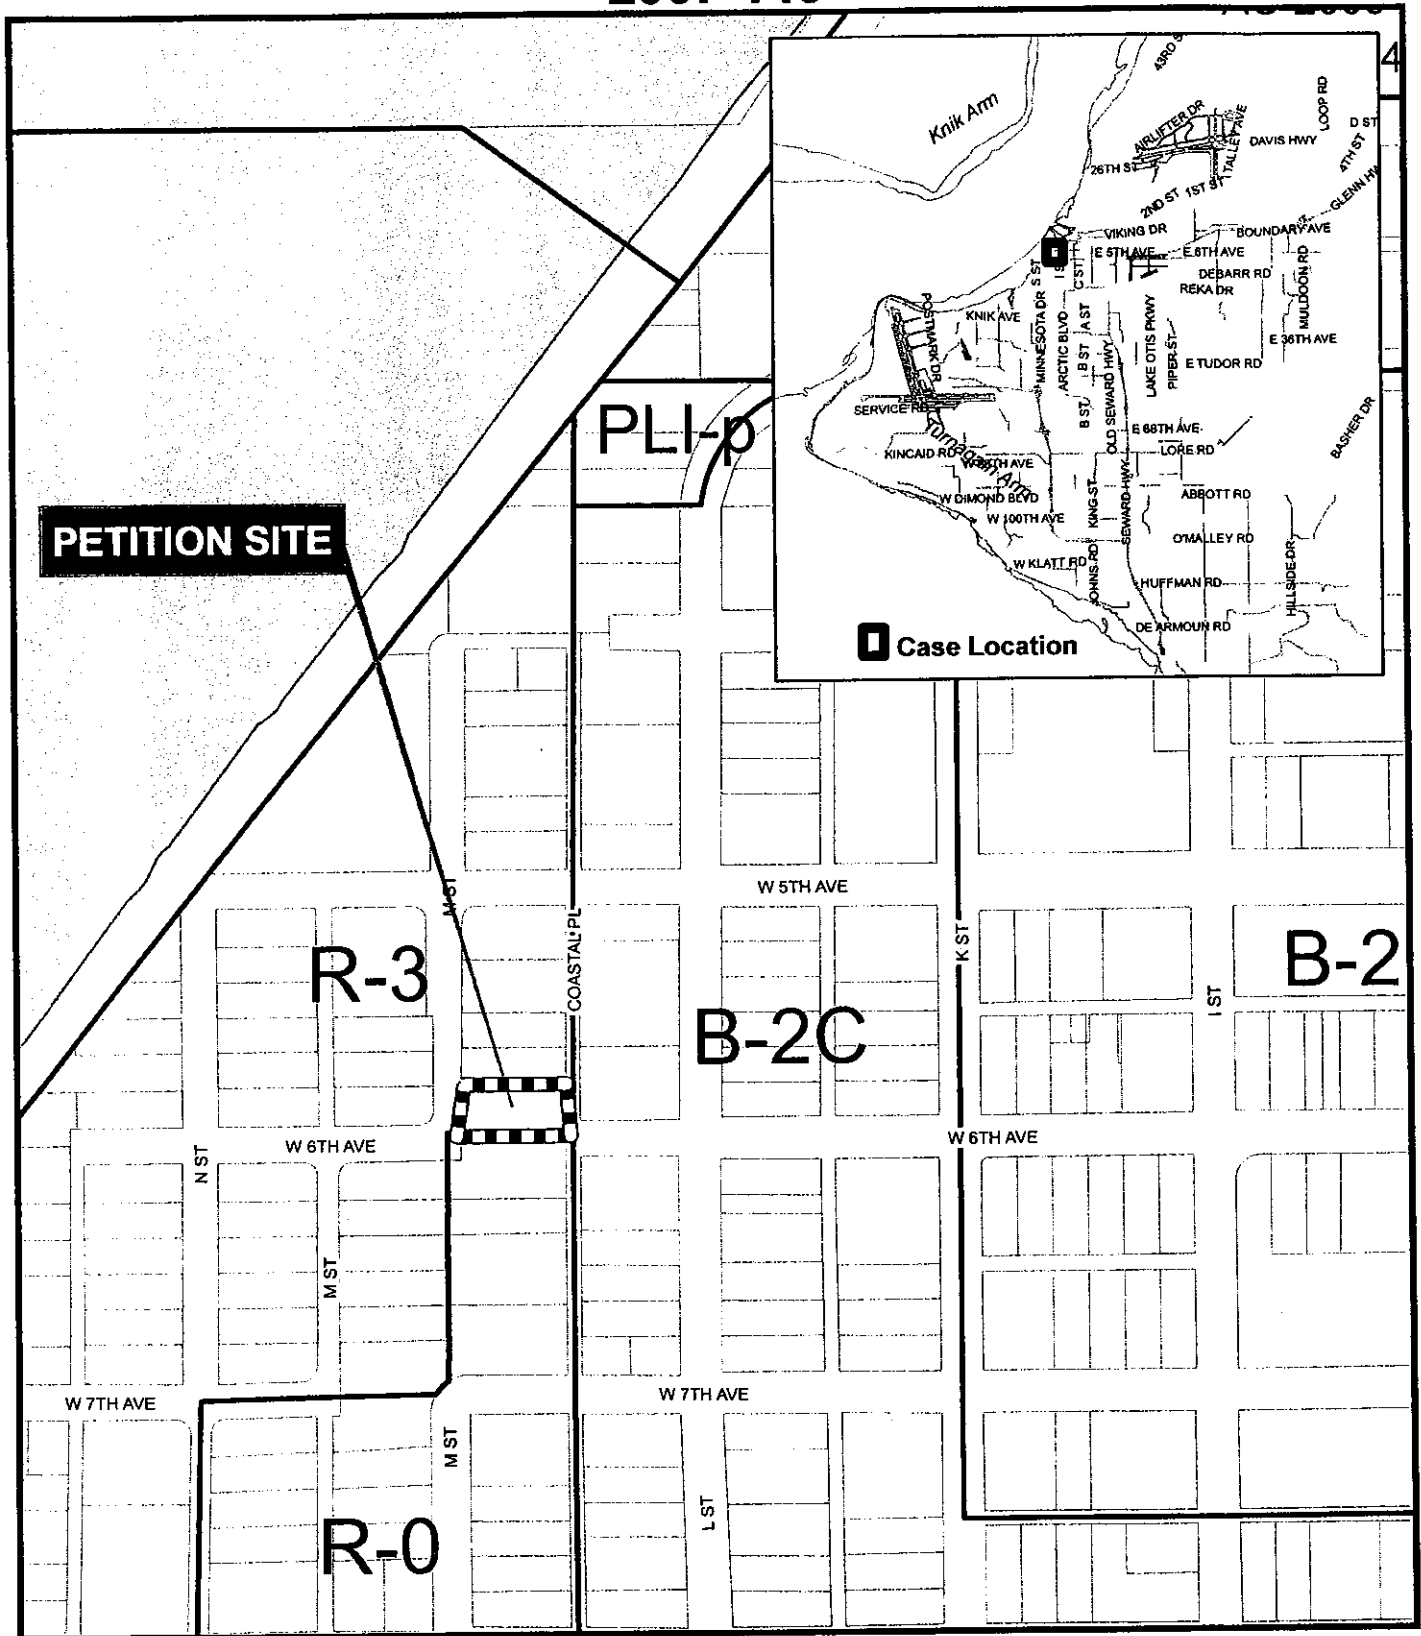 4
Knik Arm
43RD S
AIRLIFTER DR
TALLEY AVE
LOOP RD
D ST
DAVIS HWY
4TH ST
26TH ST
2ND ST
1ST ST
GLENN HW
VIKING DR
BOUNDARY AVE
E 5TH AVE
E 6TH AVE
S ST
I S
C ST
DEBARR RD
REKA DR
MULDOON RD
POSTMARK DR
KNIK AVE
MINNESOTA DR
ARCTIC BLVD
A ST
B ST
LAKE OTIS PKWY
PIPER ST
E 36TH AVE
OLD SEWARD HWY
E TUDOR RD
SERVICE RD
B ST
E 68TH AVE
BASHER DR
Turnagain Arm
KINCAID RD
LORE RD
W DIMOND BLVD
ABBOTT RD
W 100TH AVE
KING ST
SEWARD HWY
O'MALLEY RD
W KLATT RD
JOHNS RD
HUFFMAN RD
HILLSIDE DR
DE ARMOUN RD
Case Location
PLI-p
PETITION SITE
W 5TH AVE
M ST
COASTAL PL
K ST
R-3
B-2
I ST
B-2C
W 6TH AVE
W 6TH AVE
N ST
M ST
W 7TH AVE
W 7TH AVE
M ST
L ST
R-0